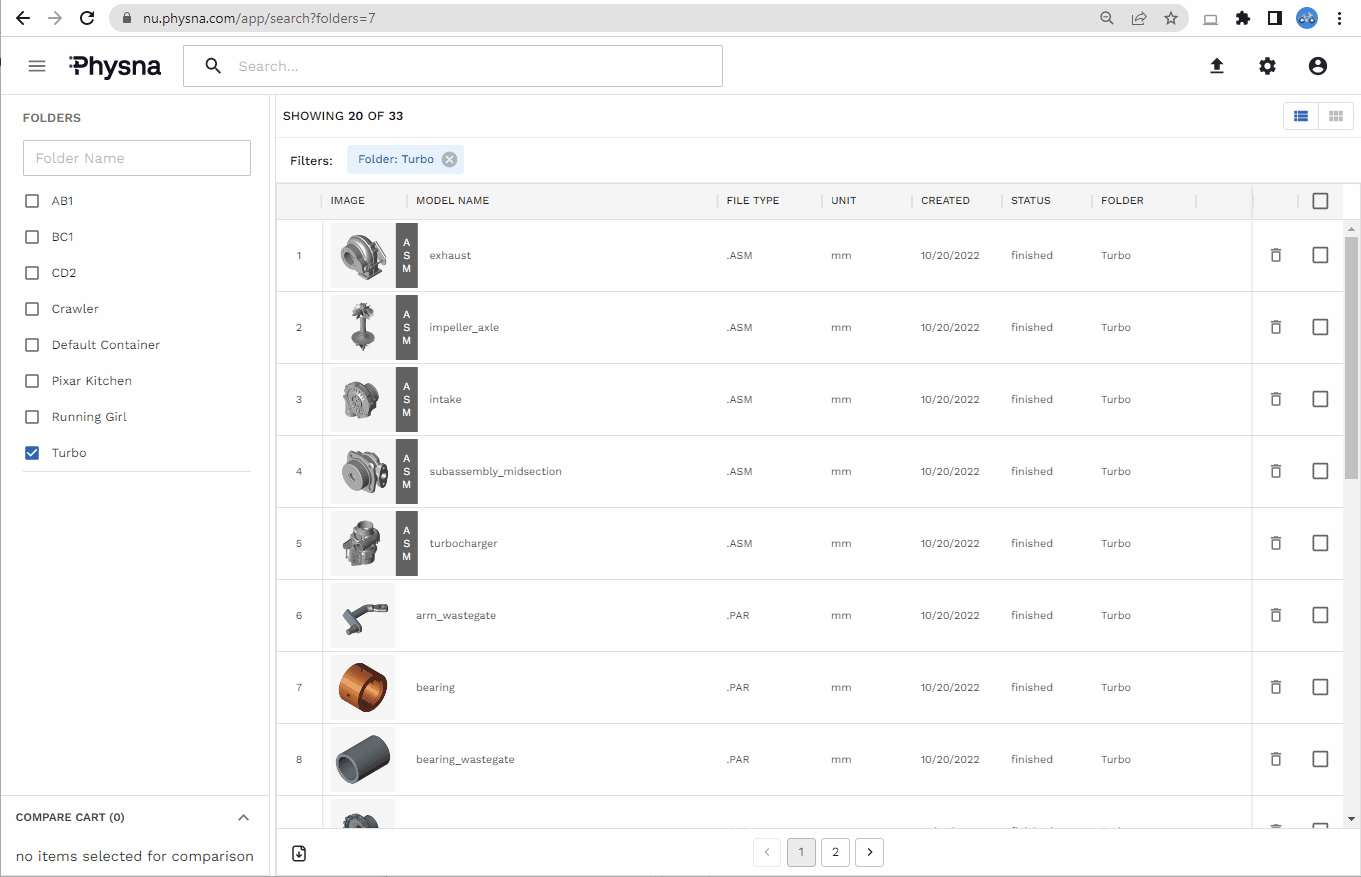 nu.physna.com/app/search?folders=7
Physna
Search...
FOLDERS
Folder Name
AB1
BC1
CD2
Crawler
Default Container
Pixar Kitchen
Running Girl
Turbo
COMPARE CART (0)
no items selected for comparison
SHOWING 20 OF 33
Filters: Folder: Turbo
IMAGE MODEL NAME FILE TYPE UNIT CREATED STATUS FOLDER
1 ASM exhaust .ASM mm 10/20/2022 finished Turbo
2 ASM impeller_axle .ASM mm 10/20/2022 finished Turbo
3 ASM intake .ASM mm 10/20/2022 finished Turbo
4 ASM subassembly_midsection .ASM mm 10/20/2022 finished Turbo
5 ASM turbocharger .ASM mm 10/20/2022 finished Turbo
6 arm_wastegate .PAR mm 10/20/2022 finished Turbo
7 bearing .PAR mm 10/20/2022 finished Turbo
8 bearing_wastegate .PAR mm 10/20/2022 finished Turbo
1 2